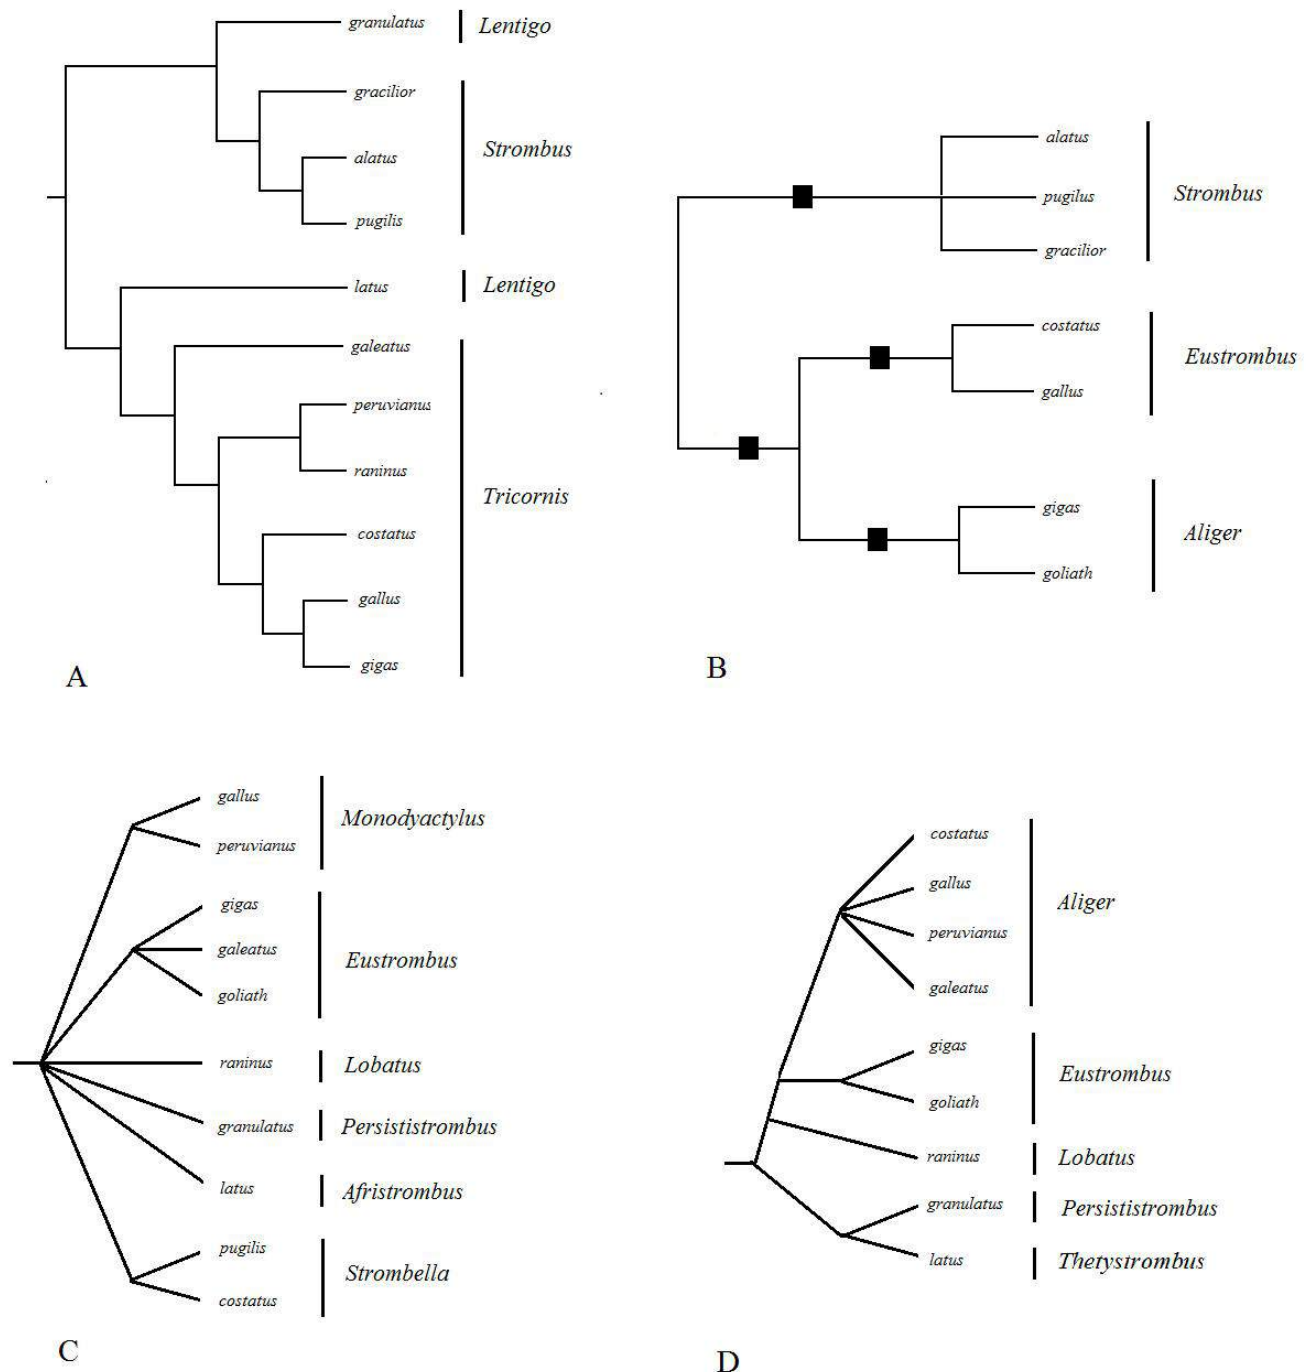 granulatus
Lentigo
gracilior
alatus
pugilis
Strombus
latus
Lentigo
galeatus
peruvianus
raninus
costatus
gallus
gigas
Tricornis
A
alatus
pugilus
gracilior
Strombus
costatus
gallus
Eustrombus
gigas
goliath
Aliger
B
gallus
peruvianus
Monodyactylus
gigas
galeatus
goliath
Eustrombus
raninus
Lobatus
granulatus
Persististrombus
latus
Afristrombus
pugilis
costatus
Strombella
C
costatus
gallus
peruvianus
galeatus
Aliger
gigas
goliath
Eustrombus
raninus
Lobatus
granulatus
Persististrombus
latus
Thetystrombus
D